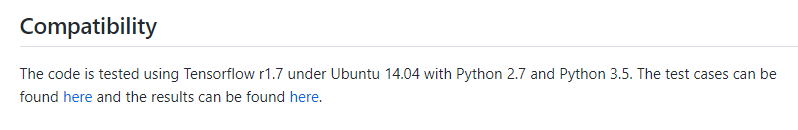 Compatibility
The code is tested using Tensorflow r1.7 under Ubuntu 14.04 with Python 2.7 and Python 3.5. The test cases can be
found here and the results can be found here.